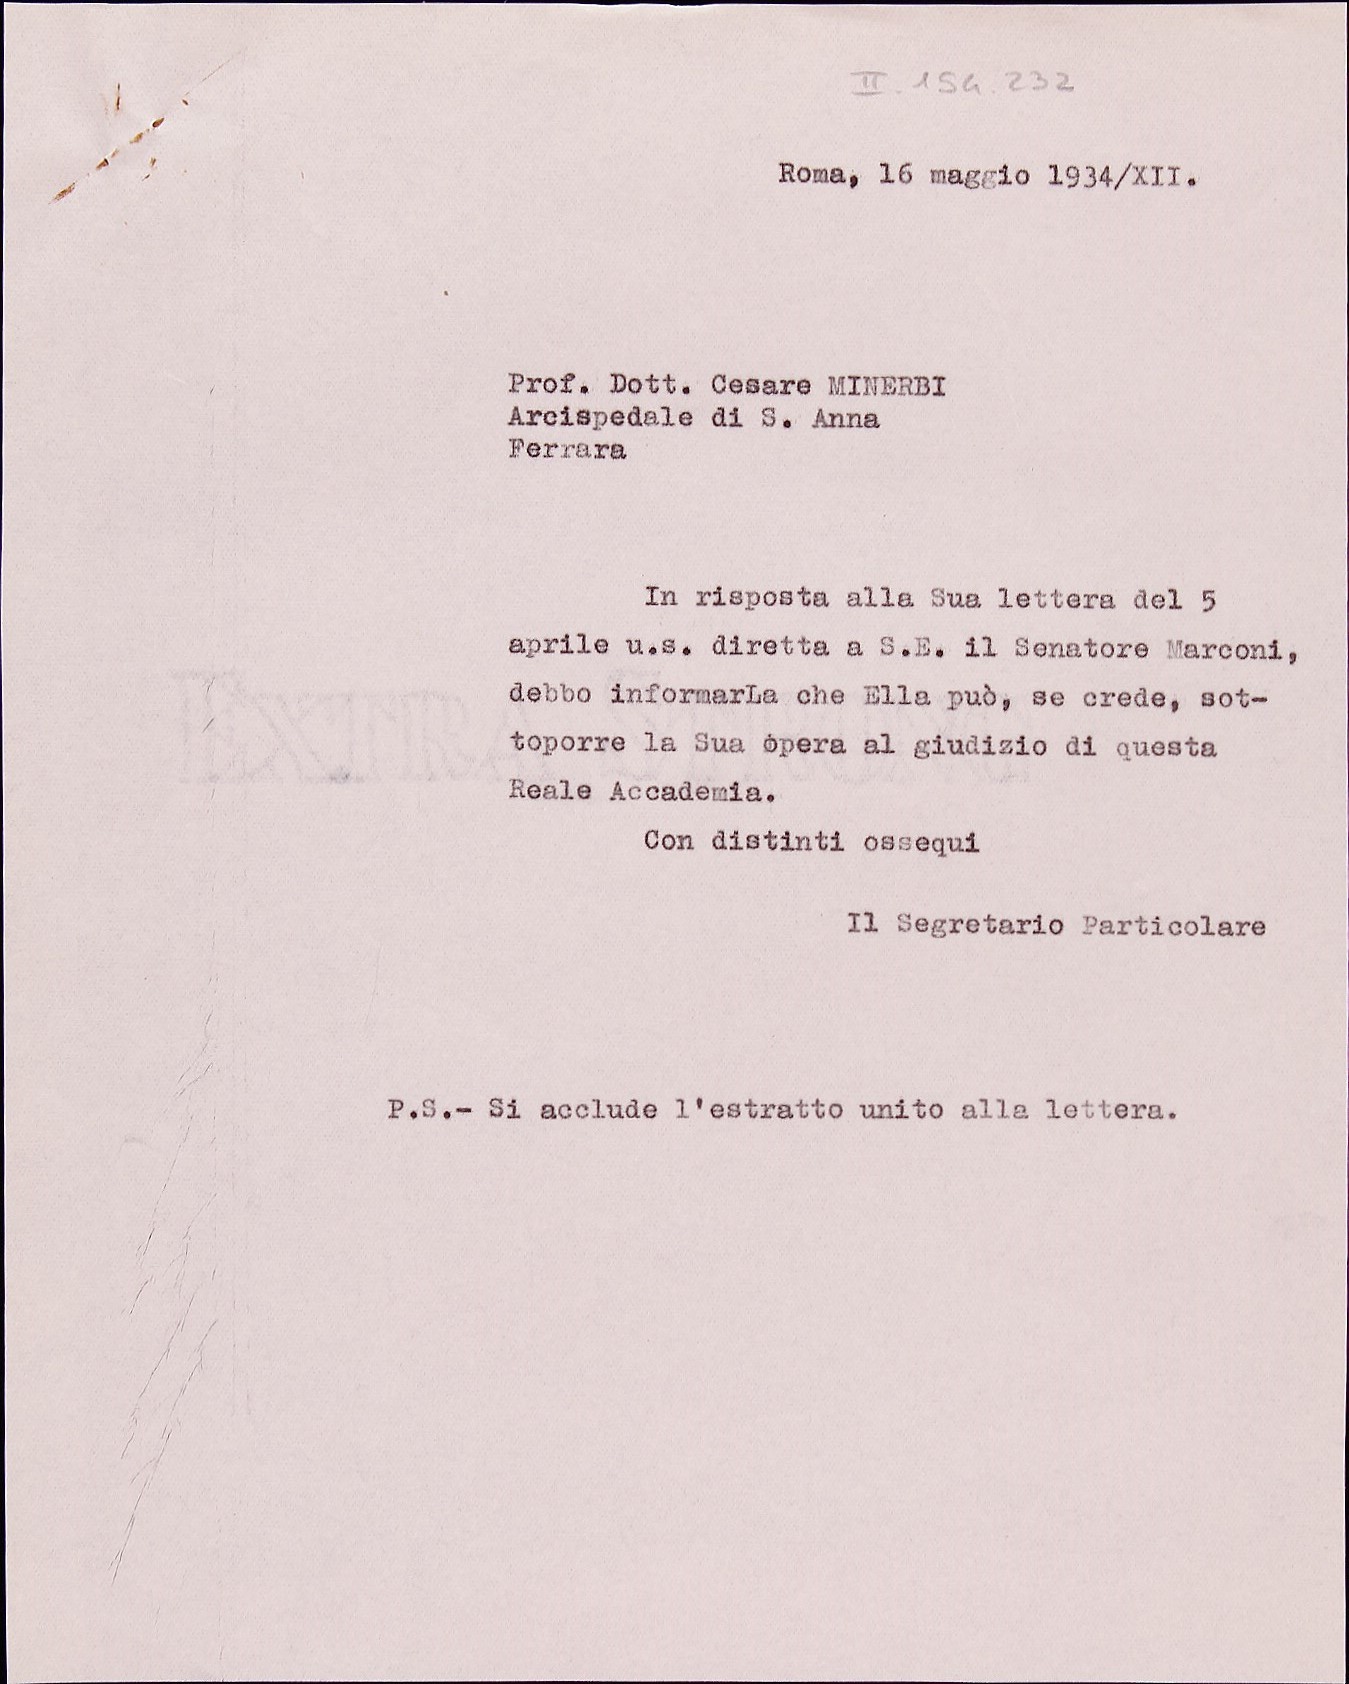 II. 154. 232
Roma, 16 maggio 1934/XII.
Prof. Dott. Cesare MINERBI
Arcispedale di S. Anna
Ferrara
In risposta alla Sua lettera del 5
aprile u.s. diretta a S.E. il Senatore Marconi,
debbo informarLa che Ella può, se crede, sot-
toporre la Sua òpera al giudizio di questa
Reale Accademia.
Con distinti ossequi
Il Segretario Particolare
P.S.- Si acclude l'estratto unito alla lettera.